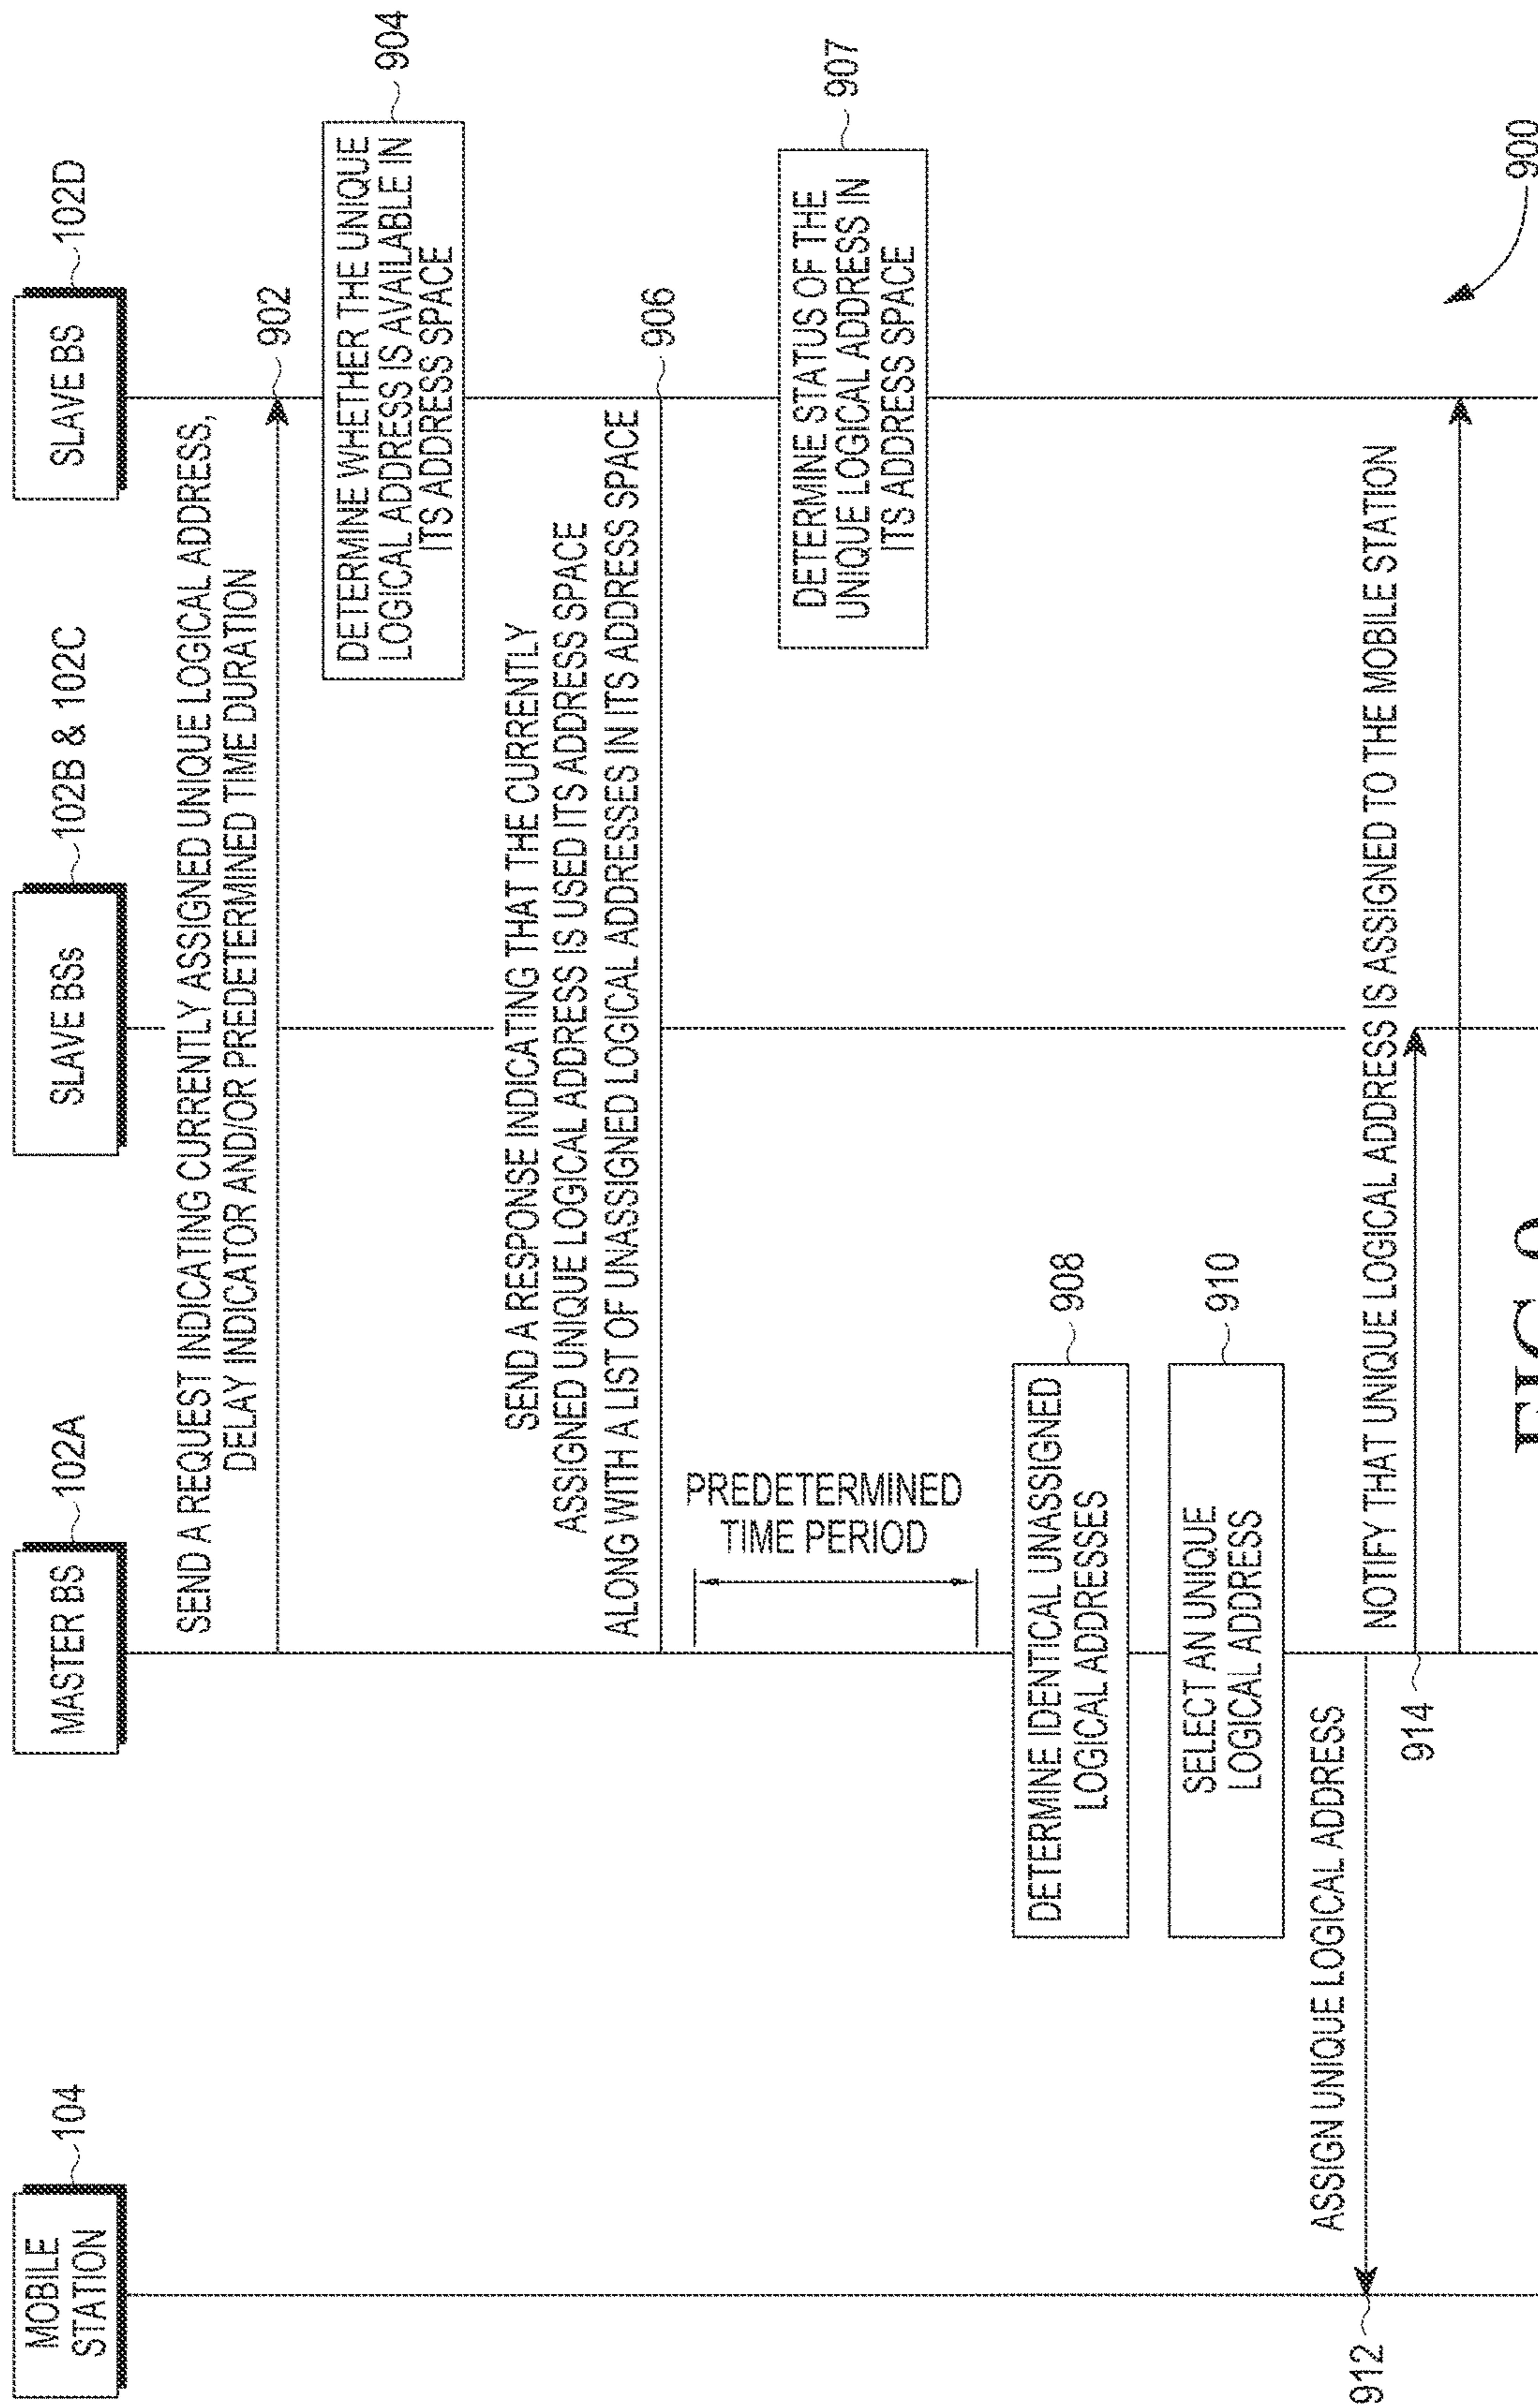 MOBILE
STATION
104
MASTER BS
102A
SLAVE BSs
102B & 102C
SLAVE BS
102D
SEND A REQUEST INDICATING CURRENTLY ASSIGNED UNIQUE LOGICAL ADDRESS,
DELAY INDICATOR AND/OR PREDETERMINED TIME DURATION
902
DETERMINE WHETHER THE UNIQUE
LOGICAL ADDRESS IS AVAILABLE IN
ITS ADDRESS SPACE
904
SEND A RESPONSE INDICATING THAT THE CURRENTLY
ASSIGNED UNIQUE LOGICAL ADDRESS IS USED ITS ADDRESS SPACE
ALONG WITH A LIST OF UNASSIGNED LOGICAL ADDRESSES IN ITS ADDRESS SPACE
906
PREDETERMINED
TIME PERIOD
DETERMINE STATUS OF THE
UNIQUE LOGICAL ADDRESS IN
ITS ADDRESS SPACE
907
DETERMINE IDENTICAL UNASSIGNED
LOGICAL ADDRESSES
908
SELECT AN UNIQUE
LOGICAL ADDRESS
910
ASSIGN UNIQUE LOGICAL ADDRESS
912
NOTIFY THAT UNIQUE LOGICAL ADDRESS IS ASSIGNED TO THE MOBILE STATION
914
900